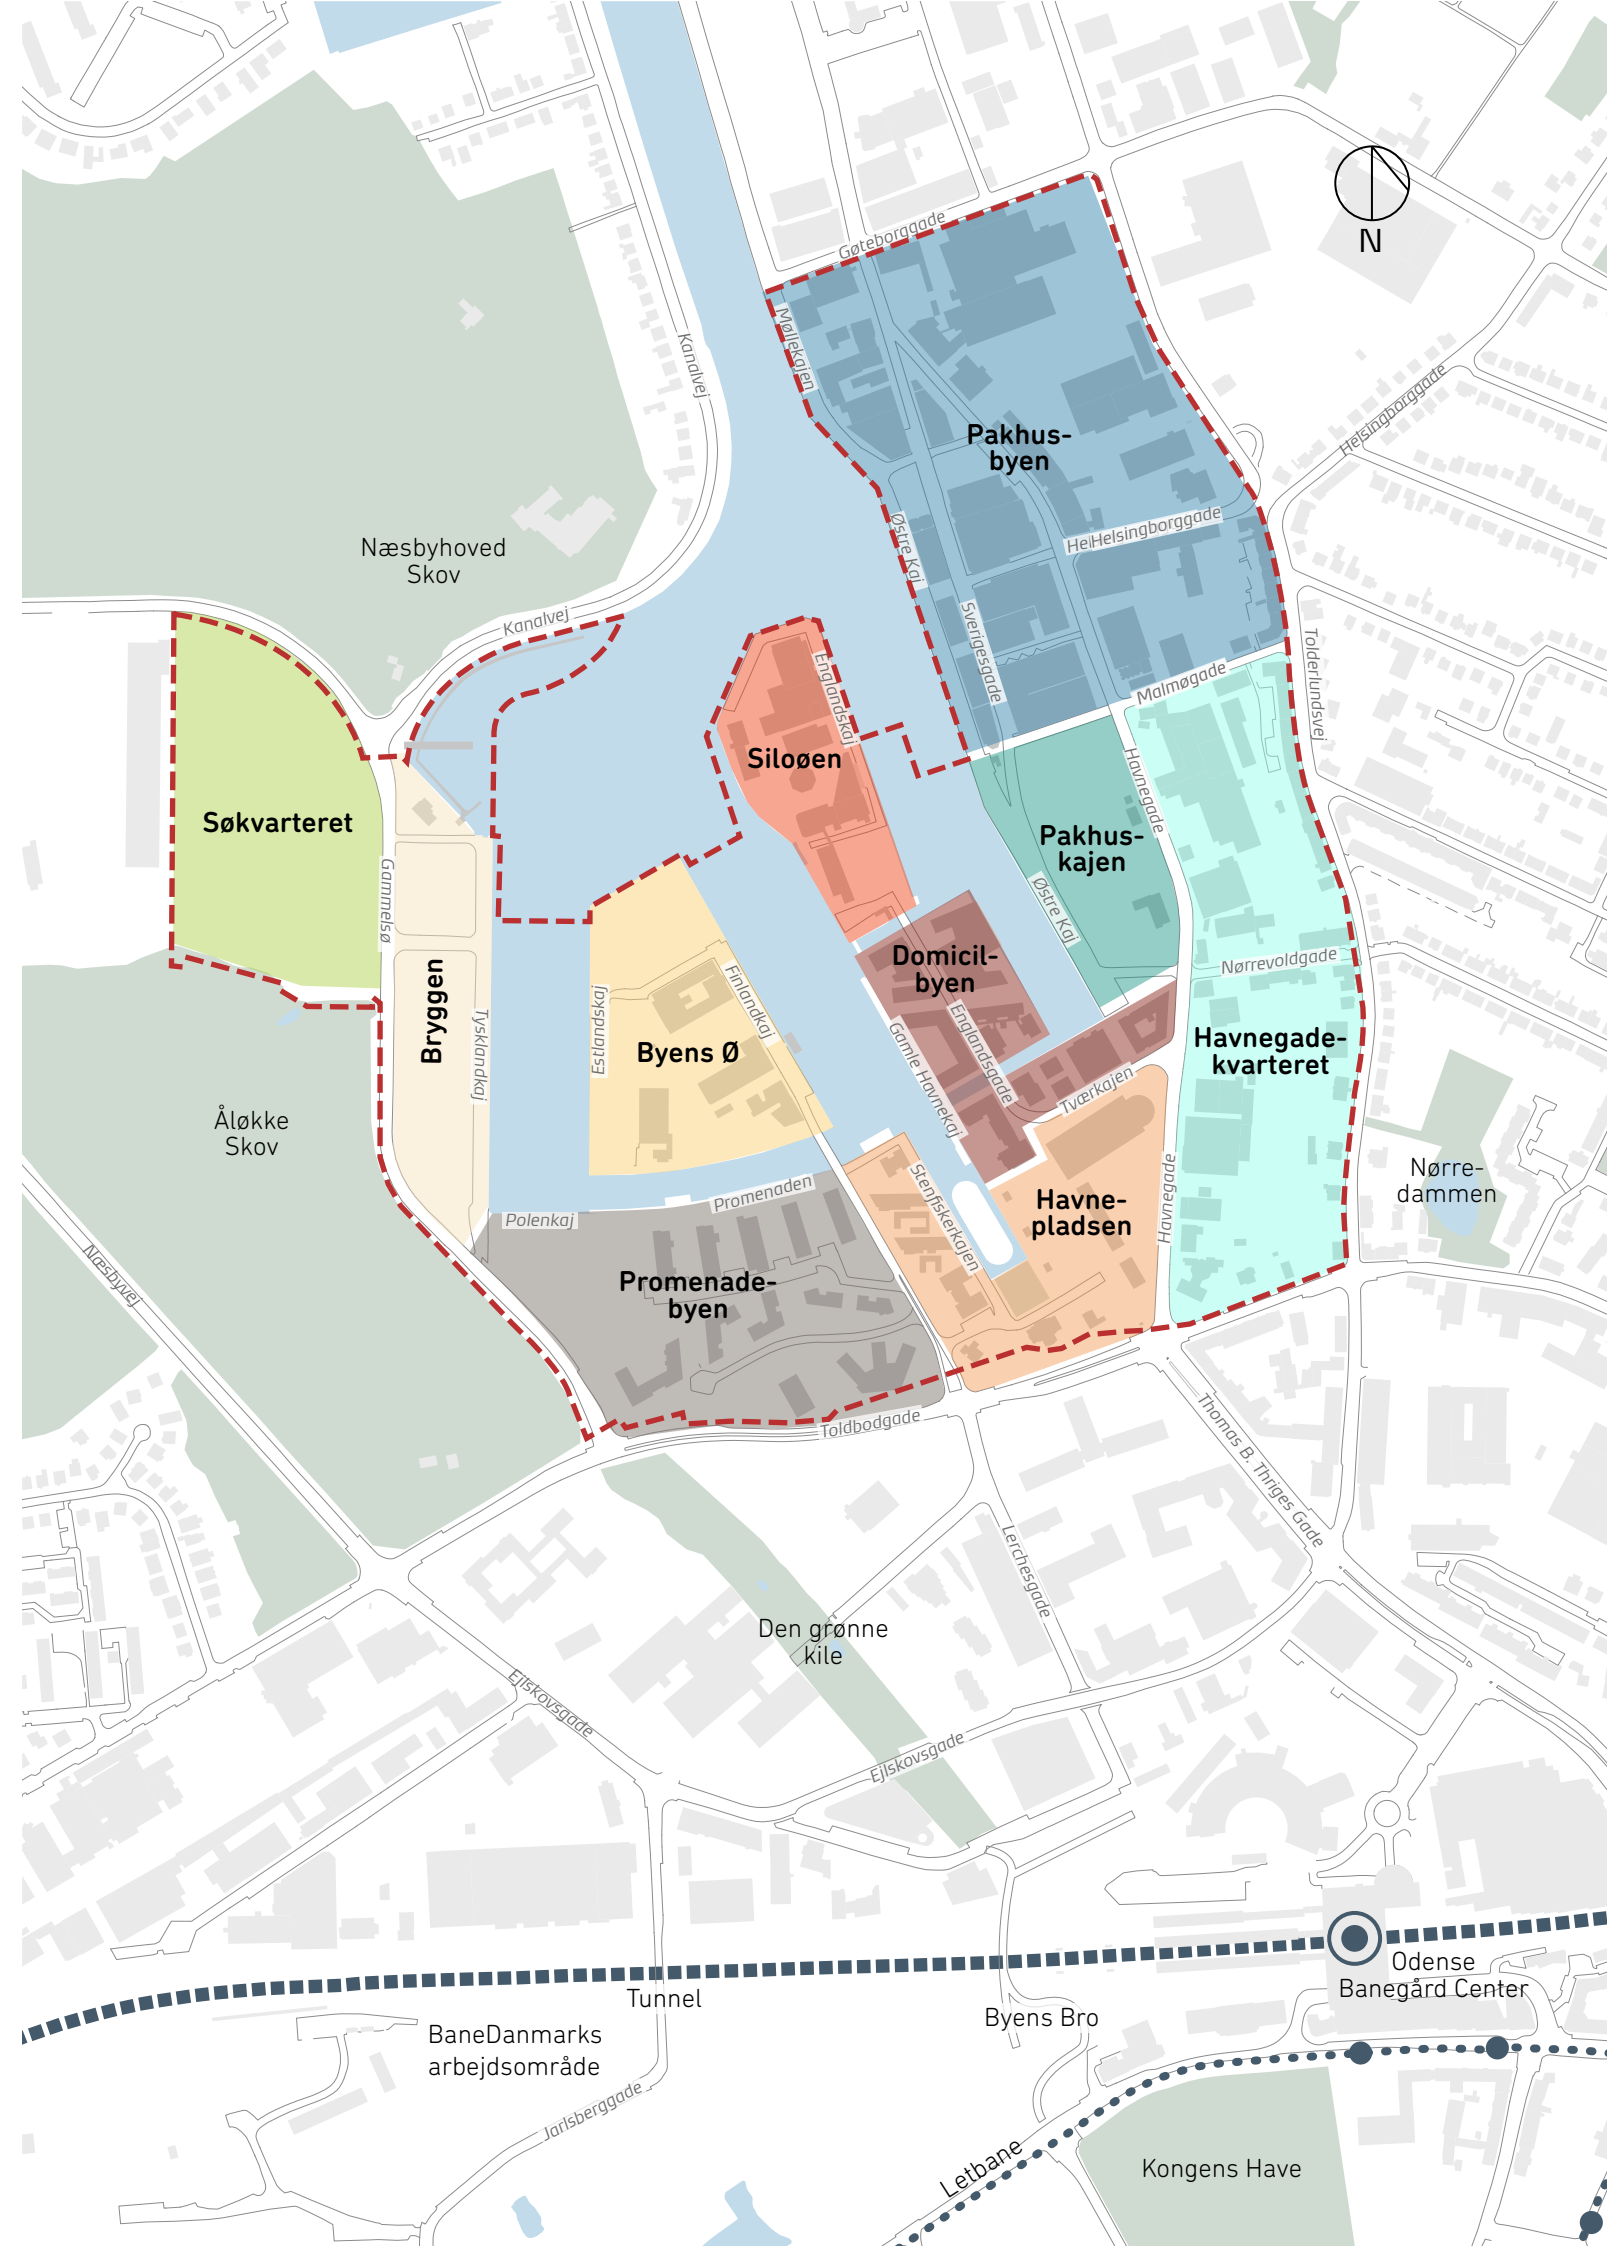 N
Gøteborggade
Møllekajen
Kanalvej
Helsingborggade
Pakhus-
byen
Østre Kaj
HelHelsingborggade
Næsbyhoved
Skov
Kanalvej
Sverigesgade
Tolderlundsvej
Englandskaj
Malmøgade
Siloøen
Havnegade
Søkvarteret
Pakhus-
kajen
Gammelsø
Østre Kaj
Domicil-
byen
Nørrevoldgade
Bryggen
Finlandkaj
Estlandskaj
Tysklandkaj
Byens Ø
Gamle Havnekaj
Englandsgade
Havnegade-
kvarteret
Tværkajen
Åløkke
Skov
Nørre-
dammen
Promenaden
Polenkaj
Stenfiskerkajen
Havne-
pladsen
Havnegade
Næsbyvej
Promenade-
byen
Toldbodgade
Thomas B. Thriges Gade
Lerchesgade
Den grønne
kile
Ejlskovsgade
Ejlskovsgade
Odense
Banegård Center
Tunnel
Byens Bro
BaneDanmarks
arbejdsområde
Jarlsberggade
Letbane
Kongens Have